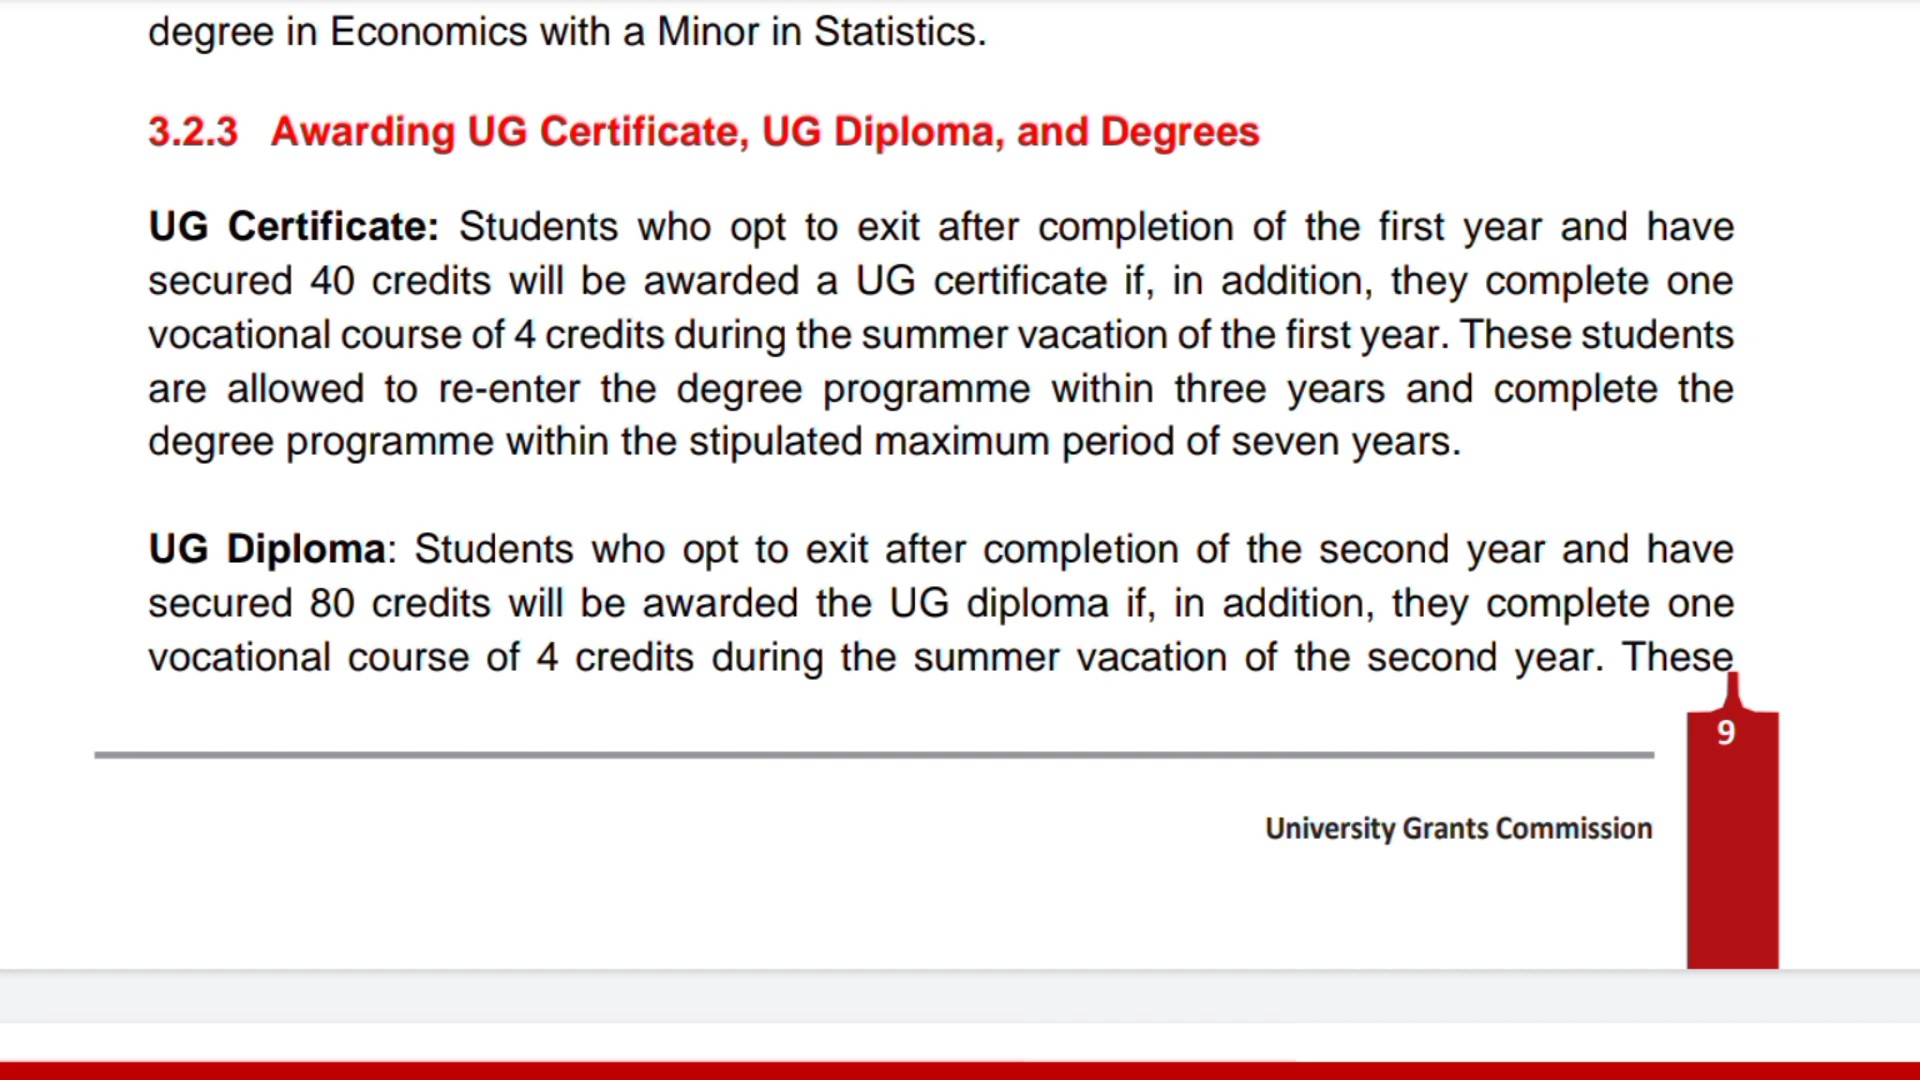 degree in Economics with a Minor in Statistics.
3.2.3 Awarding UG Certificate, UG Diploma, and Degrees
UG Certificate: Students who opt to exit after completion of the first year and have
secured 40 credits will be awarded a UG certificate if, in addition, they complete one
vocational course of 4 credits during the summer vacation of the first year. These students
are allowed to re-enter the degree programme within three years and complete the
degree programme within the stipulated maximum period of seven years.
UG Diploma: Students who opt to exit after completion of the second year and have
secured 80 credits will be awarded the UG diploma if, in addition, they complete one
vocational course of 4 credits during the summer vacation of the second year. These
9
University Grants Commission